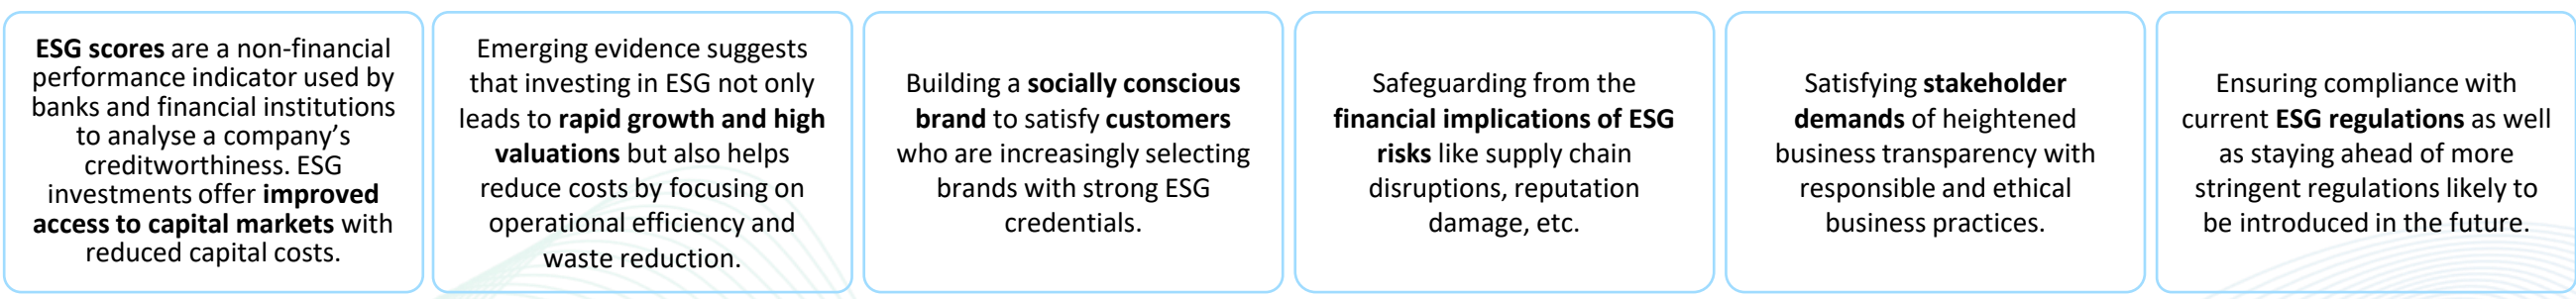 ESG scores are a non-financial
performance indicator used by
banks and financial institutions
to analyse a company's
creditworthiness. ESG
investments offer improved
access to capital markets with
reduced capital costs.
Emerging evidence suggests
that investing in ESG not only
leads to rapid growth and high
valuations but also helps
reduce costs by focusing on
operational efficiency and
waste reduction.
Building a socially conscious
brand to satisfy customers
who are increasingly selecting
brands with strong ESG
credentials.
Safeguarding from the
financial implications of ESG
risks like supply chain
disruptions, reputation
damage, etc.
Satisfying stakeholder
demands of heightened
business transparency with
responsible and ethical
business practices.
Ensuring compliance with
current ESG regulations as well
as staying ahead of more
stringent regulations likely to
be introduced in the future.